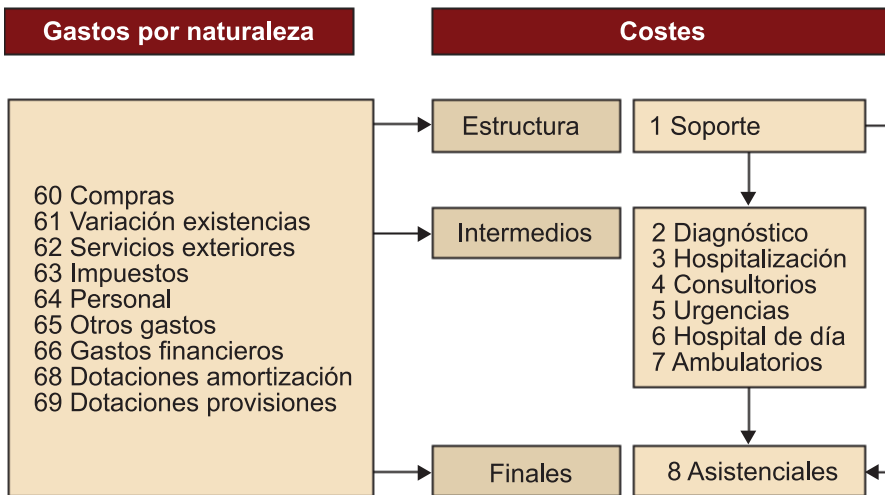 Gastos por naturaleza
Costes
60 Compras
61 Variación existencias
62 Servicios exteriores
63 Impuestos
64 Personal
65 Otros gastos
66 Gastos financieros
68 Dotaciones amortización
69 Dotaciones provisiones
Estructura
1 Soporte
Intermedios
2 Diagnóstico
3 Hospitalización
4 Consultorios
5 Urgencias
6 Hospital de día
7 Ambulatorios
Finales
8 Asistenciales